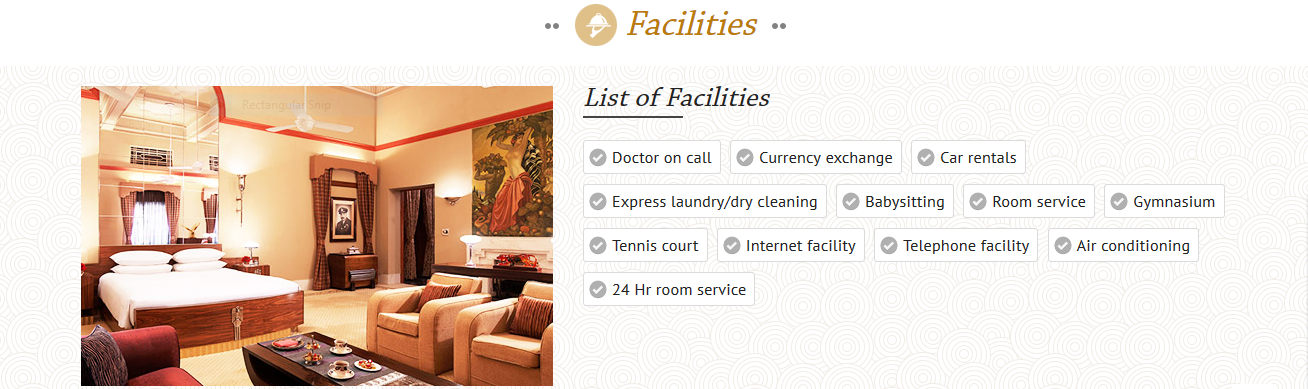 Facilities
Rectangular Snip
List of Facilities
Doctor on call Currency exchange Car rentals
Express laundry/dry cleaning Babysitting Room service Gymnasium
Tennis court Internet facility Telephone facility Air conditioning
24 Hr room service